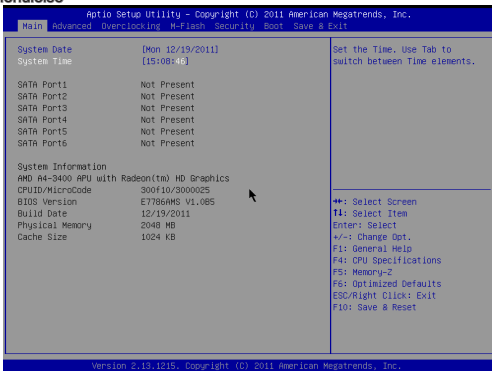 Aptio Setup Utility - Copyright (C) 2011 American Megatrends, Inc.
Main Advanced Overclocking M-Flash Security Boot Save & Exit
System Date [Mon 12/19/2011]
System Time [15:08:46]
SATA Port1 Not Present
SATA Port2 Not Present
SATA Port3 Not Present
SATA Port4 Not Present
SATA Port5 Not Present
SATA Port6 Not Present
System Information
AMD A4-3400 APU with Radeon(tm) HD Graphics
CPUID/MicroCode 300f10/3000025
BIOS Version E7786AMS V1.0B5
Build Date 12/19/2011
Physical Memory 2048 MB
Cache Size 1024 KB
Set the Time. Use Tab to
switch between Time elements.
→←: Select Screen
↑↓: Select Item
Enter: Select
+/-: Change Opt.
F1: General Help
F4: CPU Specifications
F5: Memory-Z
F6: Optimized Defaults
ESC/Right Click: Exit
F10: Save & Reset
Version 2.13.1215. Copyright (C) 2011 American Megatrends, Inc.